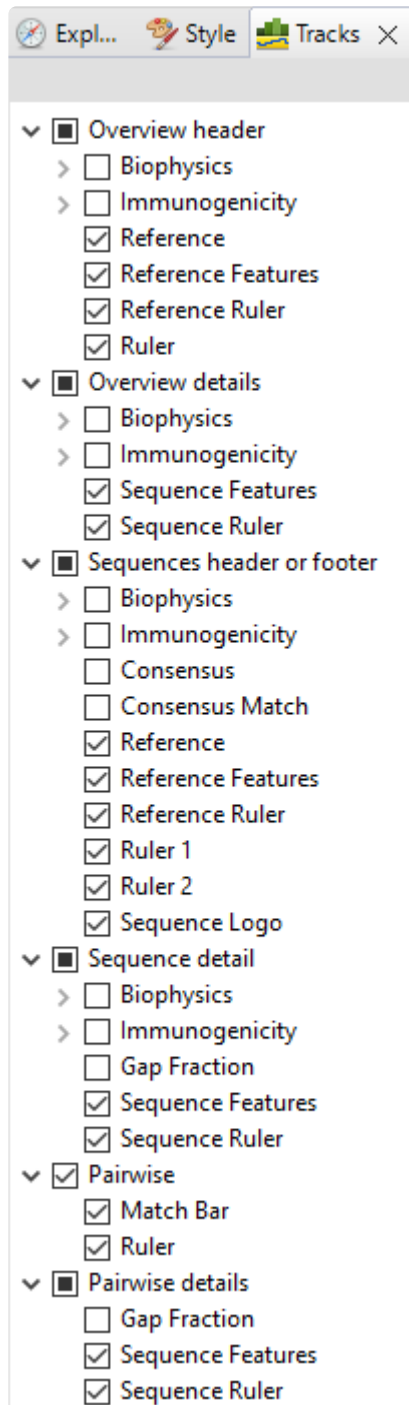 Expl... Style Tracks
Overview header
Biophysics
Immunogenicity
Reference
Reference Features
Reference Ruler
Ruler
Overview details
Biophysics
Immunogenicity
Sequence Features
Sequence Ruler
Sequences header or footer
Biophysics
Immunogenicity
Consensus
Consensus Match
Reference
Reference Features
Reference Ruler
Ruler 1
Ruler 2
Sequence Logo
Sequence detail
Biophysics
Immunogenicity
Gap Fraction
Sequence Features
Sequence Ruler
Pairwise
Match Bar
Ruler
Pairwise details
Gap Fraction
Sequence Features
Sequence Ruler